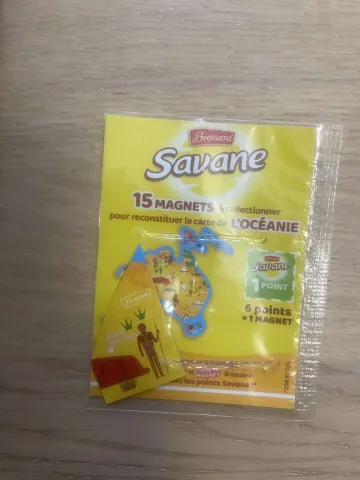 Brossard
Savane
15 MAGNETS à collectionner
pour reconstituer la carte de L'OCÉANIE
Brossard
Savane
1 POINT
6 points
= 1 MAGNET
Brossard
les points Savane !*